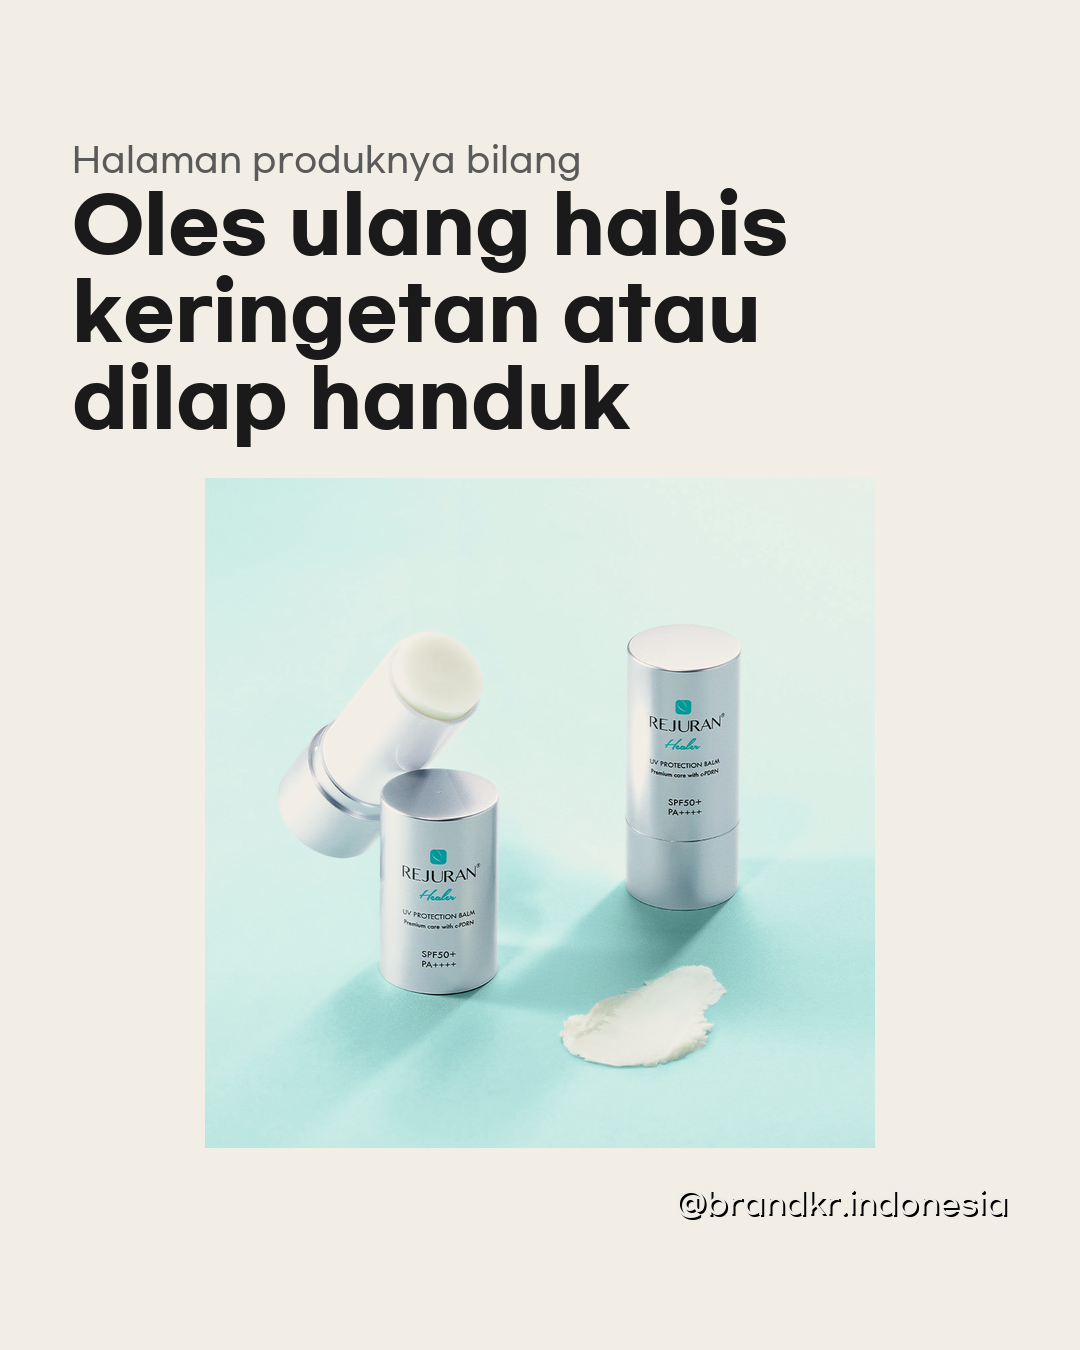 Halaman produknya bilang
Oles ulang habis
keringetan atau
dilap handuk
REJURAN®
Healer
UV PROTECTION BALM
Premium care with c-PDRN
SPF50+
PA++++
REJURAN®
Healer
UV PROTECTION BALM
Premium care with c-PDRN
SPF50+
PA++++
@brandkr.indonesia